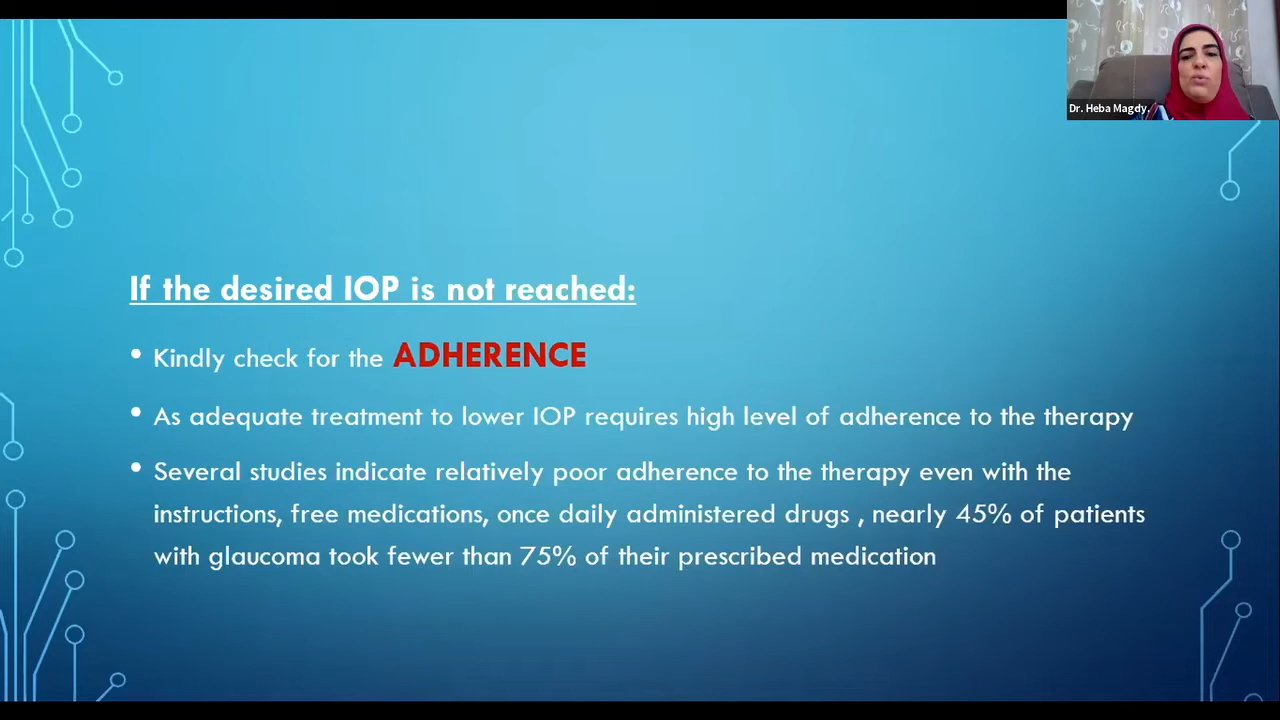 Dr. Heba Magdy,
If the desired IOP is not reached:
• Kindly check for the ADHERENCE
• As adequate treatment to lower IOP requires high level of adherence to the therapy
• Several studies indicate relatively poor adherence to the therapy even with the
instructions, free medications, once daily administered drugs , nearly 45% of patients
with glaucoma took fewer than 75% of their prescribed medication